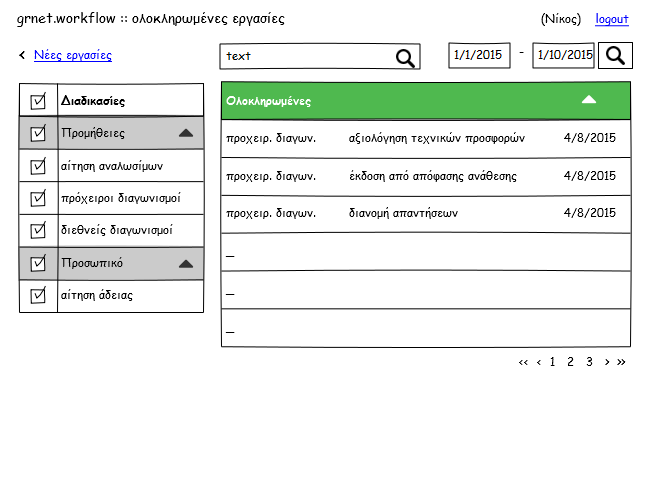 grnet.workflow :: ολοκληρωμένες εργασίες (Νίκος) logout
< Νέες εργασίες text 1/1/2015 - 1/10/2015
Διαδικασίες
Προμήθειες
αίτηση αναλωσίμων
πρόχειροι διαγωνισμοί
διεθνείς διαγωνισμοί
Προσωπικό
αίτηση άδειας
Ολοκληρωμένες
προχειρ. διαγων. αξιολόγηση τεχνικών προσφορών 4/8/2015
προχειρ. διαγων. έκδοση από απόφασης ανάθεσης 4/8/2015
προχειρ. διαγων. διανομή απαντήσεων 4/8/2015
_
_
_
<< < 1 2 3 > >>